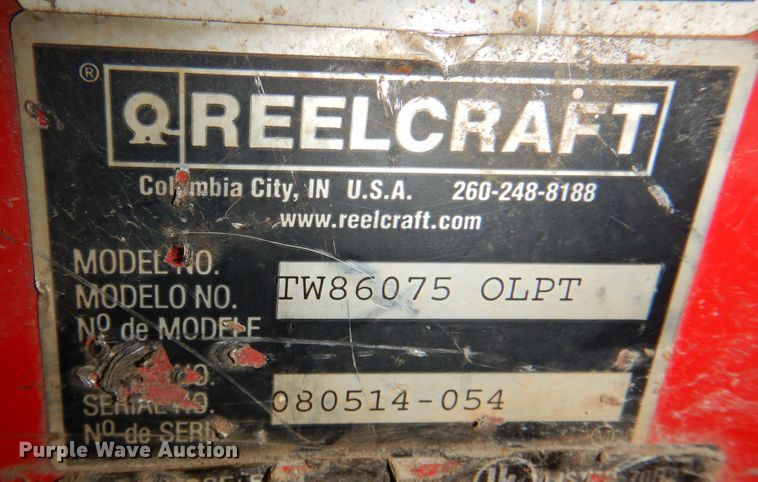 ®
REELCRAFT
Columbia City, IN U.S.A. 260-248-8188
www.reelcraft.com
MODEL NO.
MODELO NO. TW86075 OLPT
Nº de MODELE
SERIAL NO. 080514-054
Nº de SERIE
Purple Wave Auction